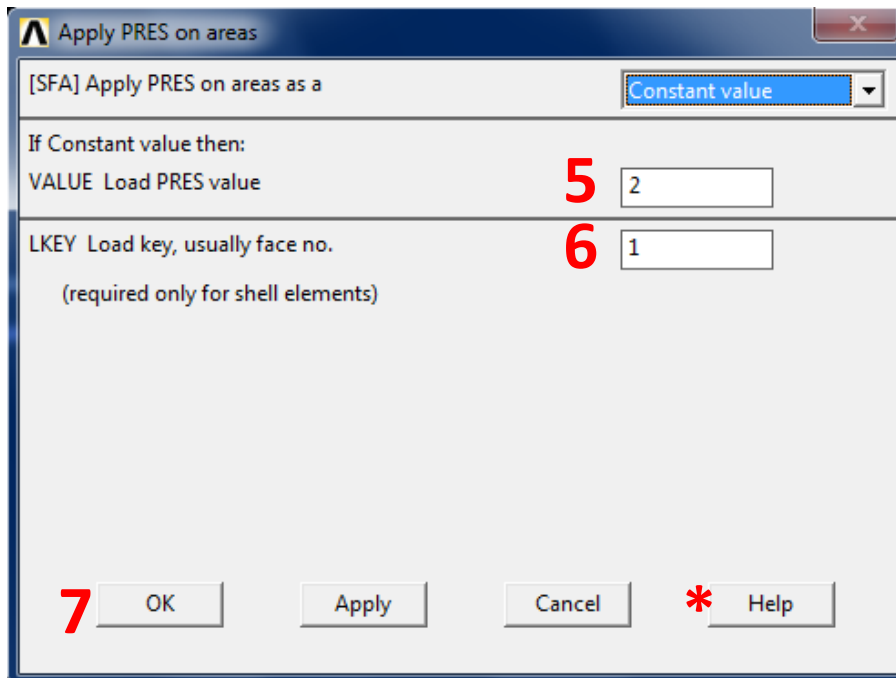 Apply PRES on areas
X
[SFA] Apply PRES on areas as a Constant value
If Constant value then:
VALUE Load PRES value 5 2
LKEY Load key, usually face no. 6 1
(required only for shell elements)
7 OK Apply Cancel * Help